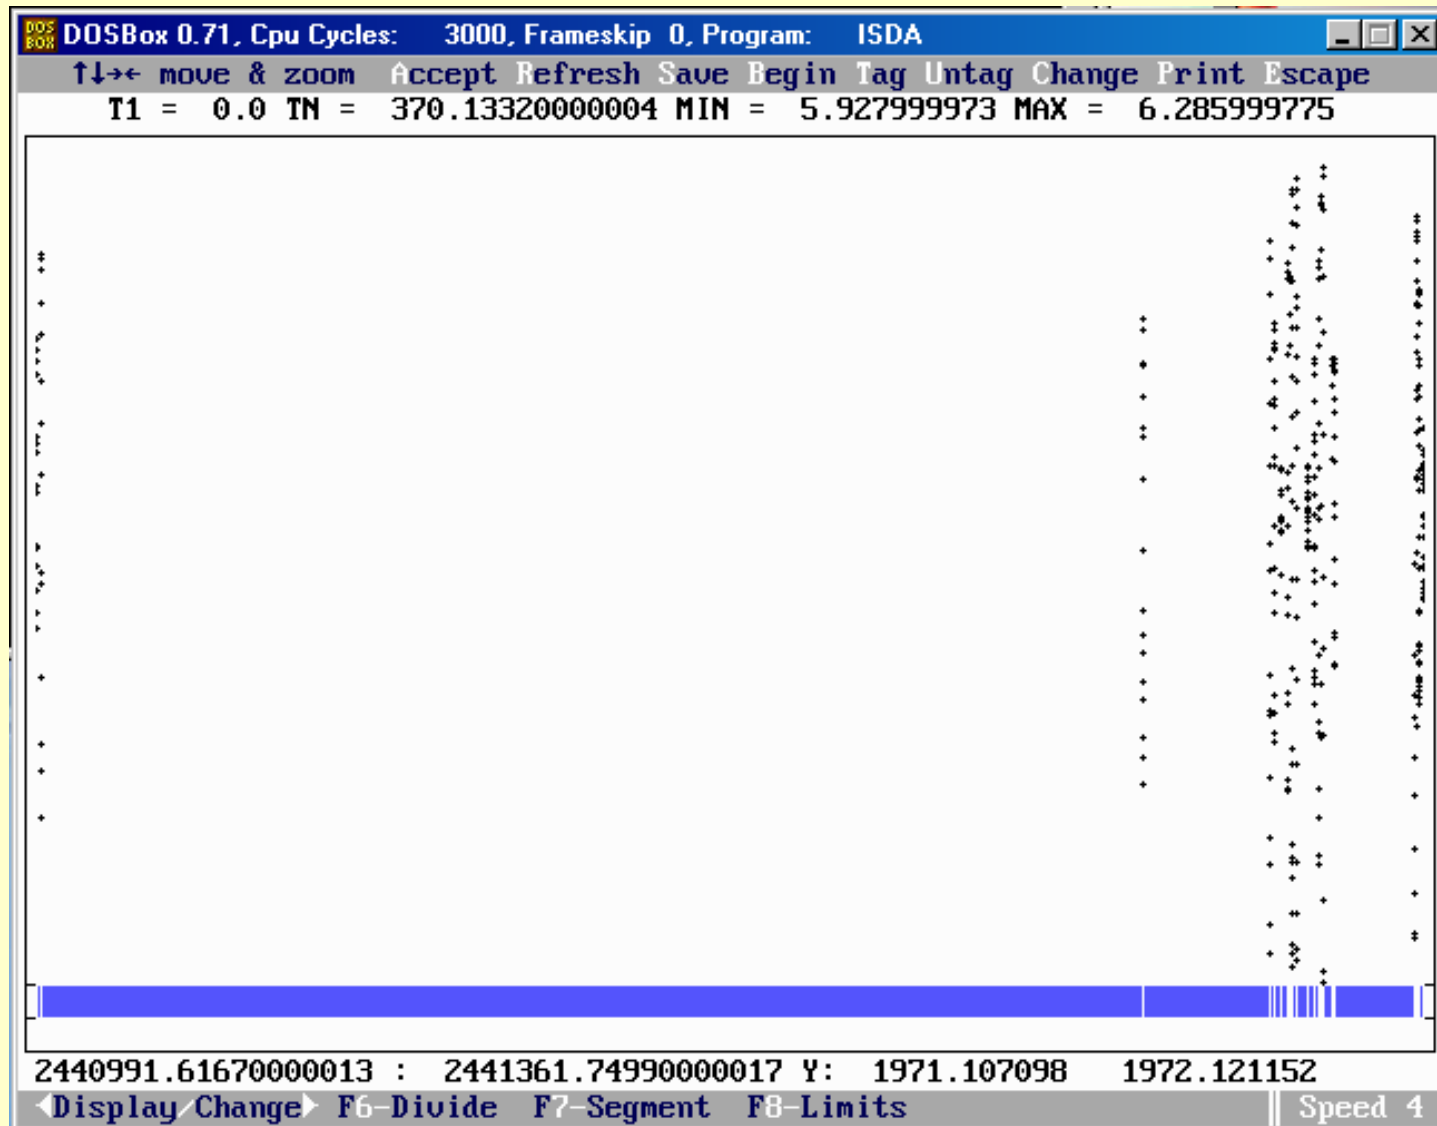 DOS BOX DOSBox 0.71, Cpu Cycles: 3000, Frameskip 0, Program: ISDA
↑↓→← move & zoom Accept Refresh Save Begin Tag Untag Change Print Escape
T1 = 0.0 TN = 370.13320000004 MIN = 5.927999973 MAX = 6.285999775
2440991.61670000013 : 2441361.74990000017 Y: 1971.107098 1972.121152
Display/Change F6-Divide F7-Segment F8-Limits Speed 4